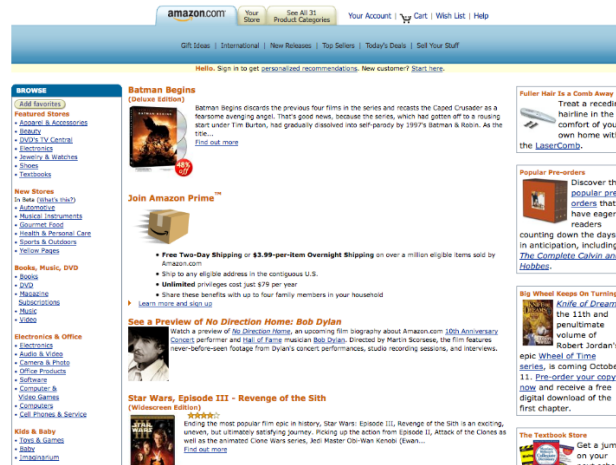 amazon.com
Your Store
See All 31 Product Categories
Your Account | Cart | Wish List | Help
Gift Ideas | International | New Releases | Top Sellers | Today's Deals | Sell Your Stuff
Hello. Sign in to get personalized recommendations. New customer? Start here.
BROWSE
Add favorites
Featured Stores
Apparel & Accessories
Beauty
DVD's TV Central
Electronics
Jewelry & Watches
Shoes
Textbooks
New Stores
In Beta (What's this?)
Automotive
Musical Instruments
Gourmet Food
Health & Personal Care
Sports & Outdoors
Yellow Pages
Books, Music, DVD
Books
DVD
Magazine
Subscriptions
Music
Video
Electronics & Office
Electronics
Audio & Video
Camera & Photo
Office Products
Software
Computer &
Video Games
Computers
Cell Phones & Service
Kids & Baby
Toys & Games
Baby
Imaginarium
Batman Begins
(Deluxe Edition)
Batman Begins discards the previous four films in the series and recasts the Caped Crusader as a
fearsome avenging angel. That's good news, because the series, which had gotten off to a rousing
start under Tim Burton, had gradually dissolved into self-parody by 1997's Batman & Robin. As the
title...
Find out more
48%
off
Join Amazon Prime™
Free Two-Day Shipping or $3.99-per-item Overnight Shipping on over a million eligible items sold by
Amazon.com
Ship to any eligible address in the contiguous U.S.
Unlimited privileges cost just $79 per year
Share these benefits with up to four family members in your household
Learn more and sign up
See a Preview of No Direction Home: Bob Dylan
Watch a preview of No Direction Home, an upcoming film biography about Amazon.com 10th Anniversary
Concert performer and Hall of Fame musician Bob Dylan. Directed by Martin Scorsese, the film features
never-before-seen footage from Dylan's concert performances, studio recording sessions, and interviews.
Star Wars, Episode III - Revenge of the Sith
(Widescreen Edition)
Ending the most popular film epic in history, Star Wars: Episode III, Revenge of the Sith is an exciting,
uneven, but ultimately satisfying journey. Picking up the action from Episode II, Attack of the Clones as
well as the animated Clone Wars series, Jedi Master Obi-Wan Kenobi (Ewan...
Find out more
STAR WARS
Fuller Hair Is a Comb Away
Treat a recedin
hairline in the
comfort of you
own home with
the LaserComb.
Popular Pre-orders
Discover th
popular pre
orders that
have eager
readers
counting down the days
in anticipation, including
The Complete Calvin and
Hobbes.
Big Wheel Keeps On Turning
Knife of Dream
the 11th and
penultimate
volume of
Robert Jordan's
epic Wheel of Time
series, is coming Octobe
11. Pre-order your copy
now and receive a free
digital download of the
first chapter.
The Textbook Store
Get a jum
on your